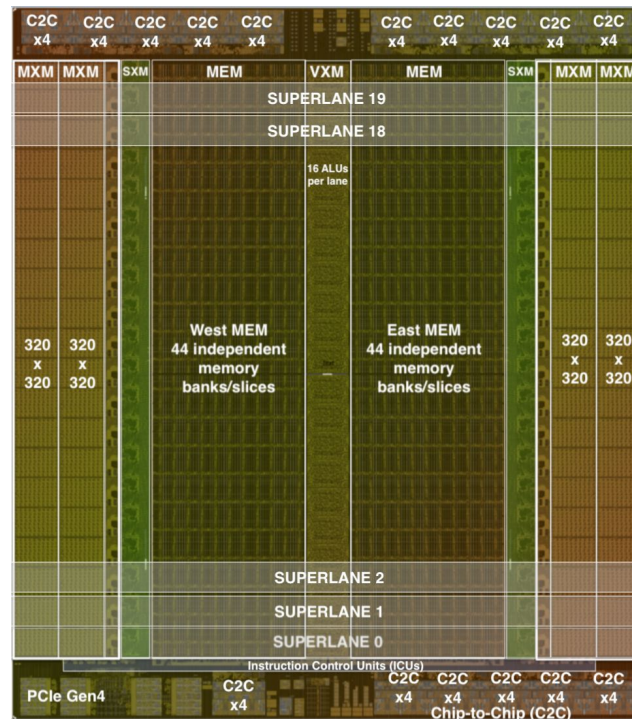 C2C C2C C2C C2C C2C C2C C2C C2C C2C C2C
x4 x4 x4 x4 x4 x4 x4 x4 x4 x4
MXM MXM SXM MEM VXM MEM SXM MXM MXM
SUPERLANE 19
SUPERLANE 18
16 ALUs
per lane
West MEM
44 independent
memory
banks/slices
East MEM
44 independent
memory
banks/slices
320
x
320
320
x
320
320
x
320
320
x
320
SUPERLANE 2
SUPERLANE 1
SUPERLANE 0
Instruction Control Units (ICUs)
PCIe Gen4
C2C
x4
C2C C2C C2C C2C C2C
x4 x4 x4 x4 x4
Chip-to-Chip (C2C)